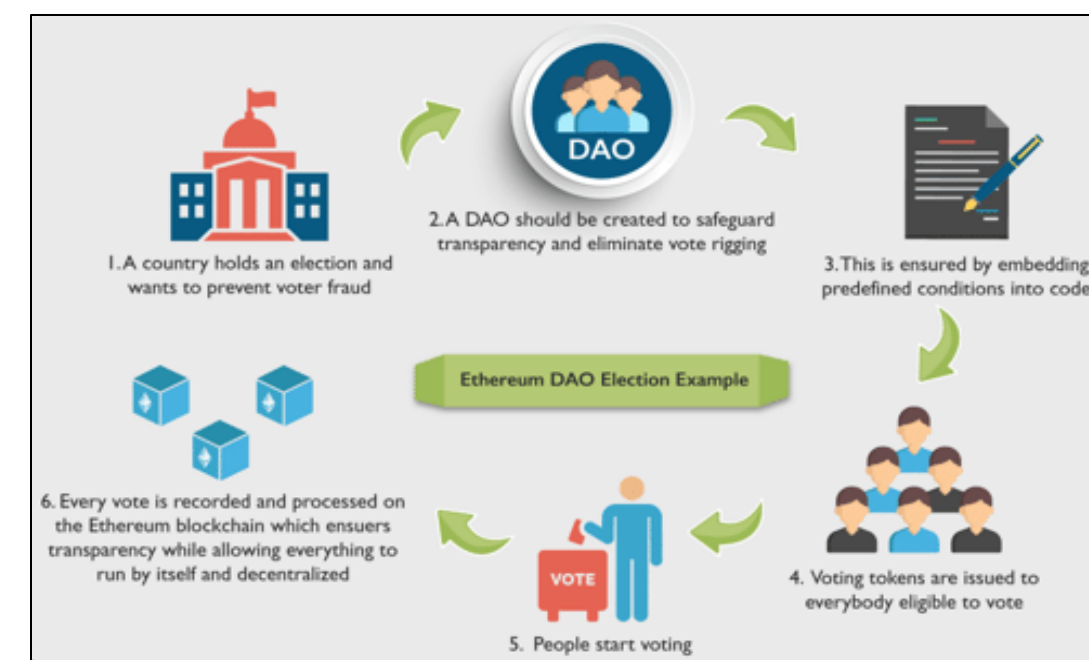 DAO
2.A DAO should be created to safeguard
transparency and eliminate vote rigging
1.A country holds an election and
wants to prevent voter fraud
3.This is ensured by embedding
predefined conditions into code
Ethereum DAO Election Example
6. Every vote is recorded and processed on
the Ethereum blockchain which ensuers
transparency while allowing everything to
run by itself and decentralized
VOTE
4. Voting tokens are issued to
everybody eligible to vote
5. People start voting